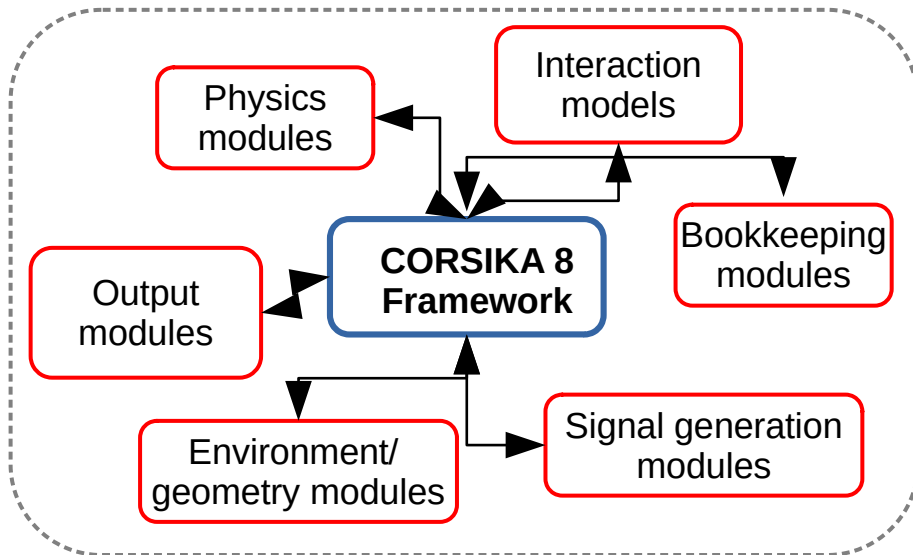 Interaction
models
Physics
modules
Bookkeeping
modules
CORSIKA 8
Framework
Output
modules
Signal generation
modules
Environment/
geometry modules